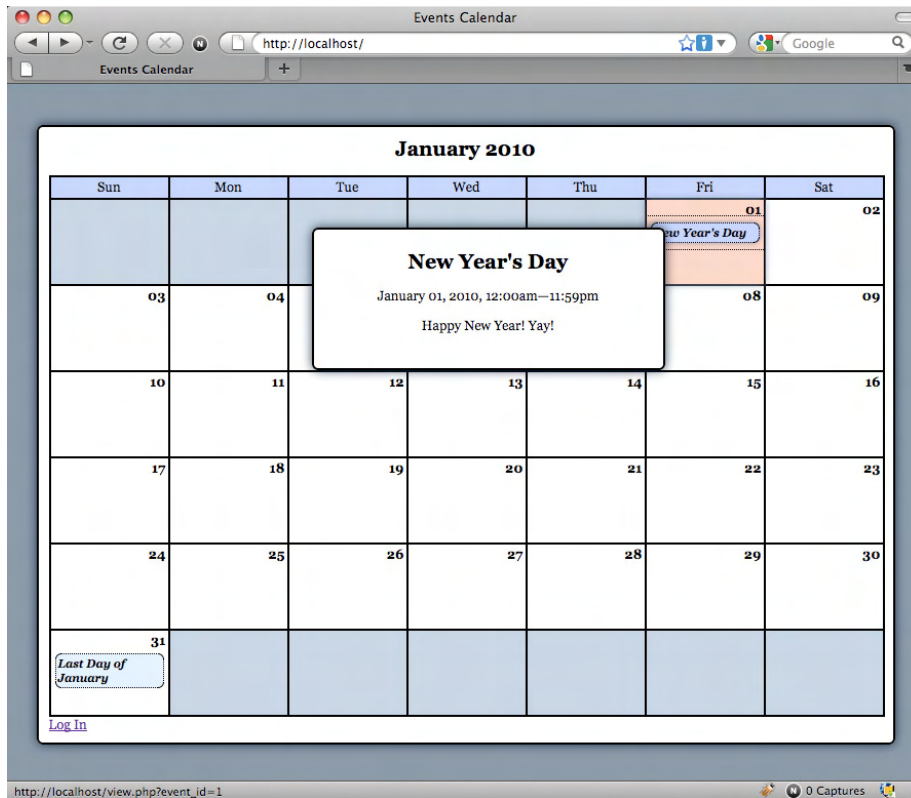 Events Calendar
http://localhost/
Google
Events Calendar
+
January 2010
Sun Mon Tue Wed Thu Fri Sat
01 02
Year's Day
New Year's Day
January 01, 2010, 12:00am—11:59pm
Happy New Year! Yay!
03 04 08 09
10 11 12 13 14 15 16
17 18 19 20 21 22 23
24 25 26 27 28 29 30
31
Last Day of
January
Log In
http://localhost/view.php?event_id=1
N 0 Captures